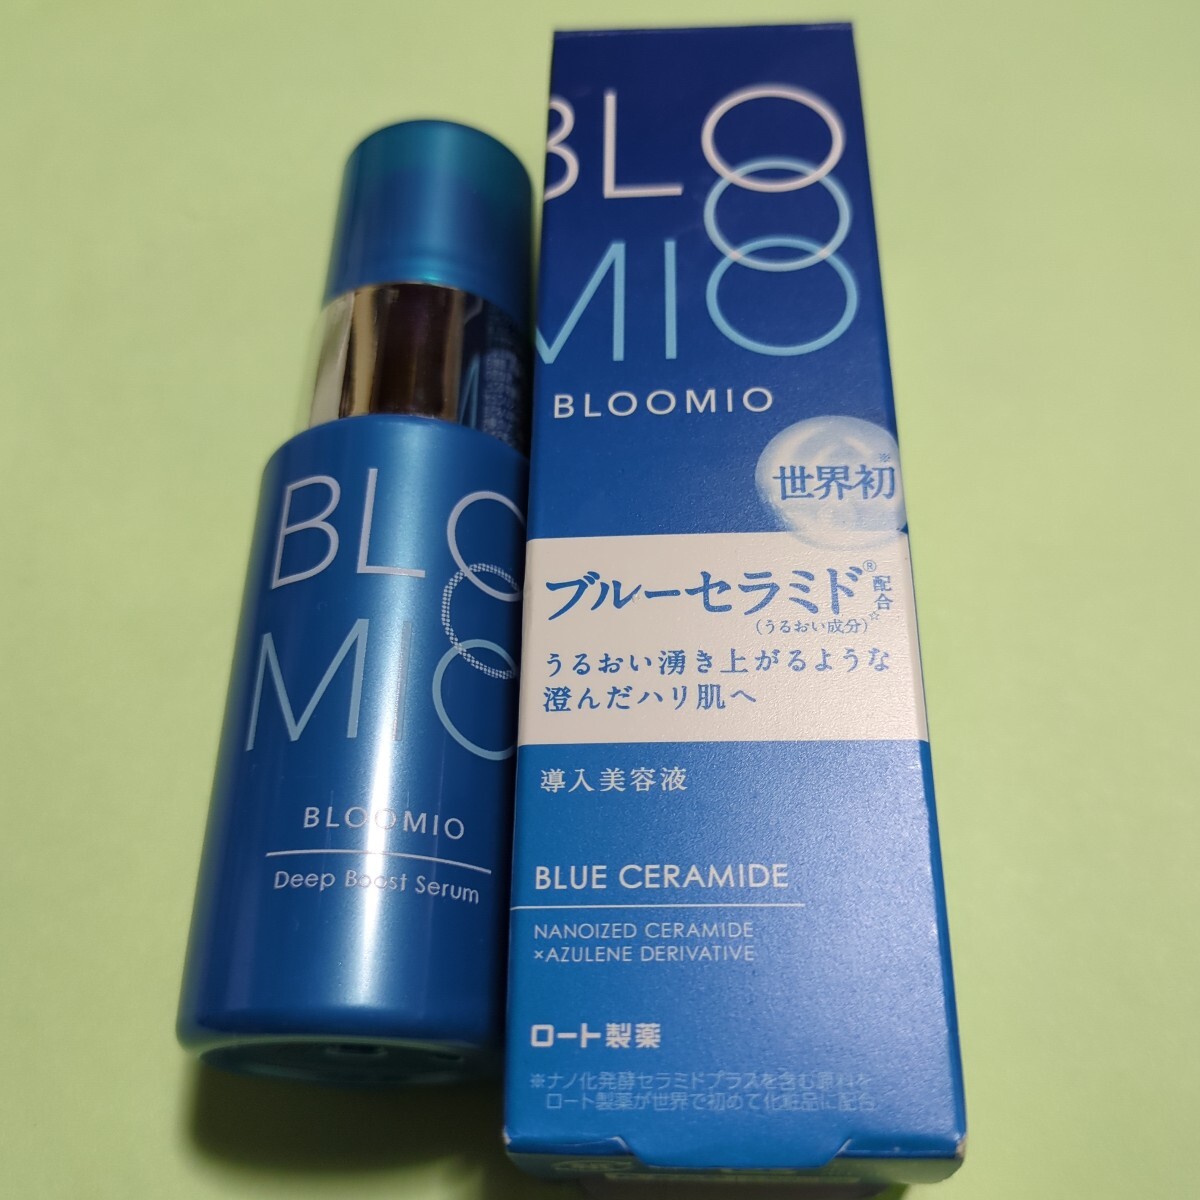 BLO
MIO
BLOOMIO
Deep Boost Serum
BLO
MIO
BLOOMIO
世界初※
ブルーセラミド® 配合
(うるおい成分)☆
うるおい湧き上がるような
澄んだハリ肌へ
導入美容液
BLUE CERAMIDE
NANOIZED CERAMIDE
×AZULENE DERIVATIVE
ロート製薬
※ナノ化発酵セラミドプラスを含む原料を
ロート製薬が世界で初めて化粧品に配合